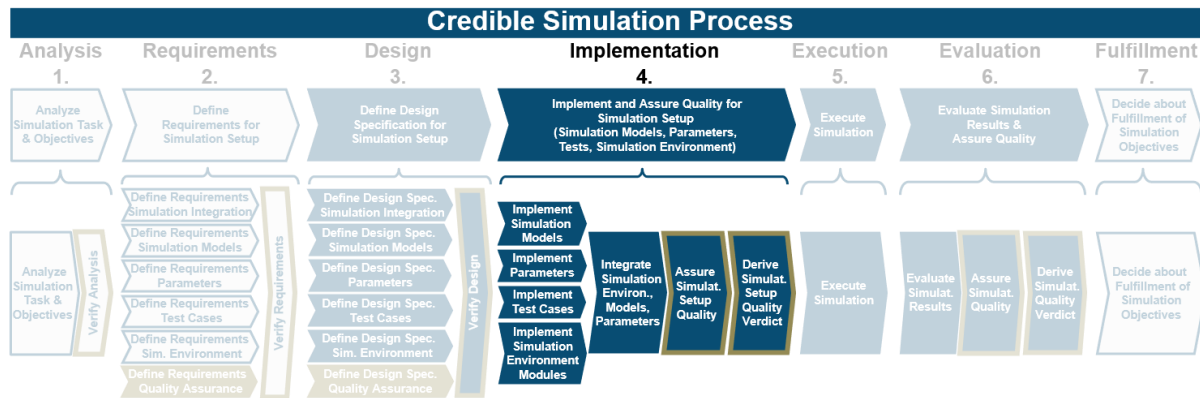 Credible Simulation Process
Analysis
1.
Requirements
2.
Design
3.
Implementation
4.
Execution
5.
Evaluation
6.
Fulfillment
7.
Analyze
Simulation Task
& Objectives
Define
Requirements for
Simulation Setup
Define Design
Specification for
Simulation Setup
Implement and Assure Quality for
Simulation Setup
(Simulation Models, Parameters,
Tests, Simulation Environment)
Execute
Simulation
Evaluate Simulation
Results &
Assure Quality
Decide about
Fulfillment of
Simulation
Objectives
Analyze
Simulation
Task &
Objectives
Verify Analysis
Define Requirements
Simulation Integration
Define Requirements
Simulation Models
Define Requirements
Parameters
Define Requirements
Test Cases
Define Requirements
Sim. Environment
Define Requirements
Quality Assurance
Verify Requirements
Define Design Spec.
Simulation Integration
Define Design Spec.
Simulation Models
Define Design Spec.
Parameters
Define Design Spec.
Test Cases
Define Design Spec.
Sim. Environment
Define Design Spec.
Quality Assurance
Verify Design
Implement
Simulation
Models
Implement
Parameters
Implement
Test Cases
Implement
Simulation
Environment
Modules
Integrate
Simulation
Environ.,
Models,
Parameters
Assure
Simulat.
Setup
Quality
Derive
Simulat.
Setup
Quality
Verdict
Execute
Simulation
Evaluate
Simulat.
Results
Assure
Simulat.
Quality
Derive
Simulat.
Quality
Verdict
Decide about
Fulfillment of
Simulation
Objectives